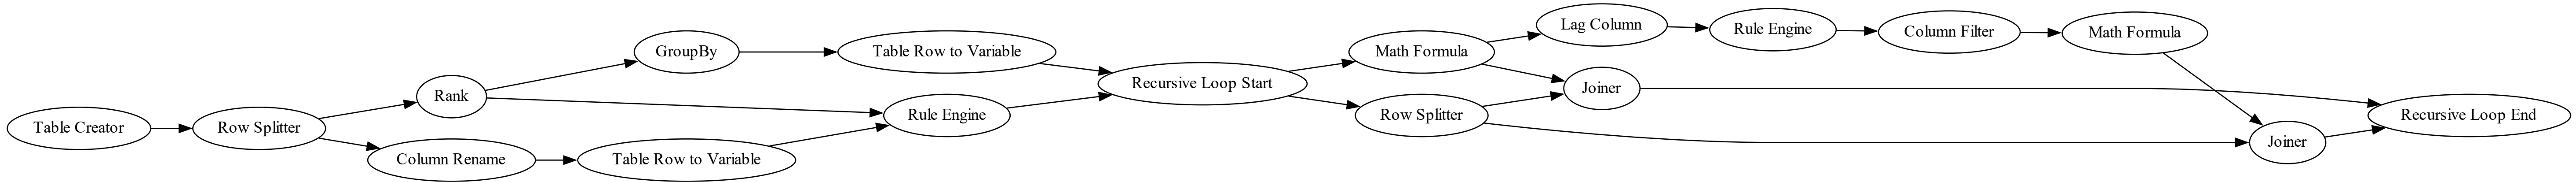 Table Creator
Row Splitter
Rank
Column Rename
GroupBy
Table Row to Variable
Table Row to Variable
Rule Engine
Recursive Loop Start
Math Formula
Row Splitter
Lag Column
Joiner
Rule Engine
Column Filter
Math Formula
Joiner
Recursive Loop End